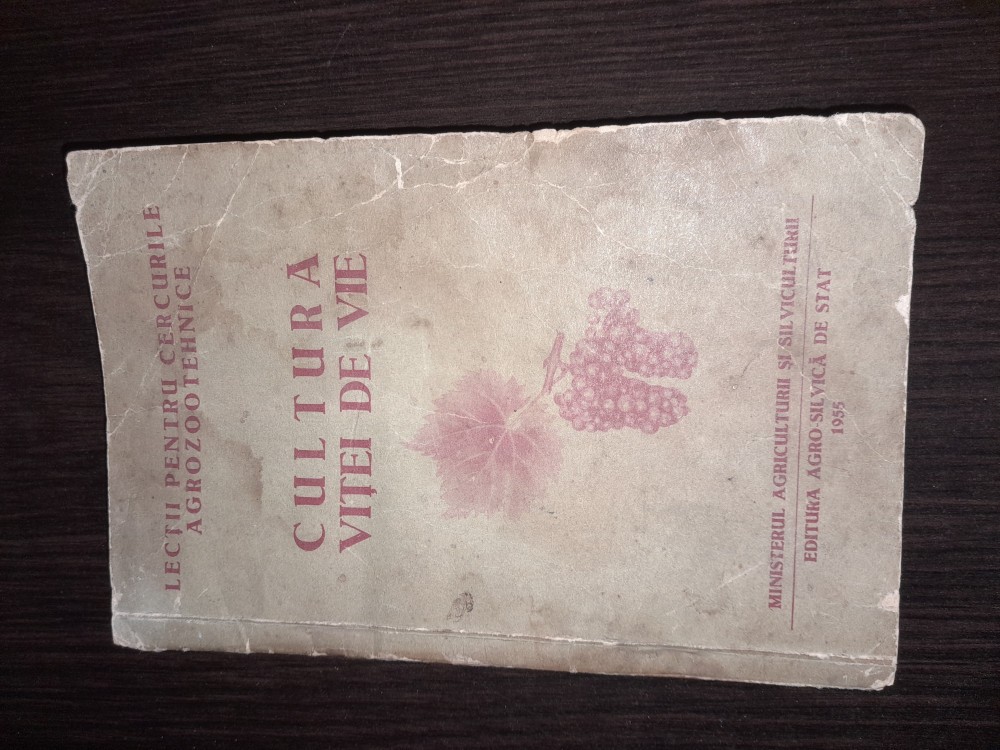 LECȚII PENTRU CERCURILE
AGROZOOTEHNICE
CULTURA
VIȚEI DE VIE
MINISTERUL AGRICULTURII ȘI SILVICULTURII
EDITURA AGRO-SILVICĂ DE STAT
1955